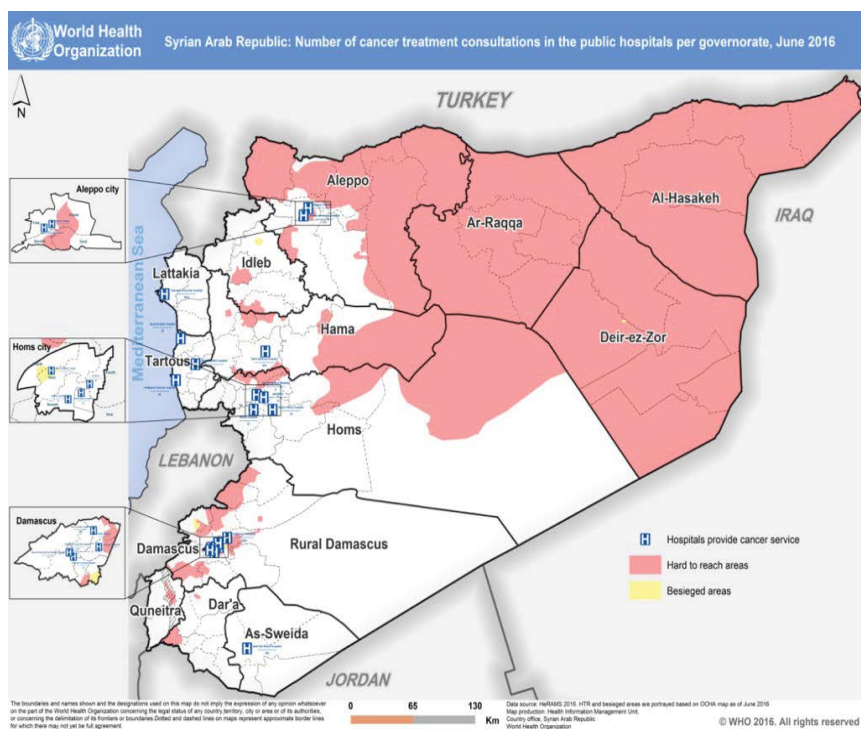 World Health
Organization
Syrian Arab Republic: Number of cancer treatment consultations in the public hospitals per governorate, June 2016
N
TURKEY
Aleppo city
Aleppo
Al-Hasakeh
Ar-Raqqa
IRAQ
Mediterranean Sea
Idleb
Lattakia
Hama
Deir-ez-Zor
Homs city
Tartous
Homs
LEBANON
Damascus
Damascus
Rural Damascus
H Hospitals provide cancer service
Hard to reach areas
Besieged areas
Quneitra
Dar'a
As-Sweida
JORDAN
The boundaries and names shown and the designations used on this map do not imply the expression of any opinion whatsoever
on the part of the World Health Organization concerning the legal status of any country,territory, city or area or of its authorities,
or concerning the delimitation of its frontiers or boundaries.Dotted and dashed lines on maps represent approximate border lines
for which there may not yet be full agreement.
0 65 130
Km
Data source: HeRAMS 2016. HTR and besieged areas are portrayed based on OCHA map as of June 2016
Map production: Health Information Management Unit,
Country office, Syrian Arab Republic
World Health Organization
© WHO 2016. All rights reserved